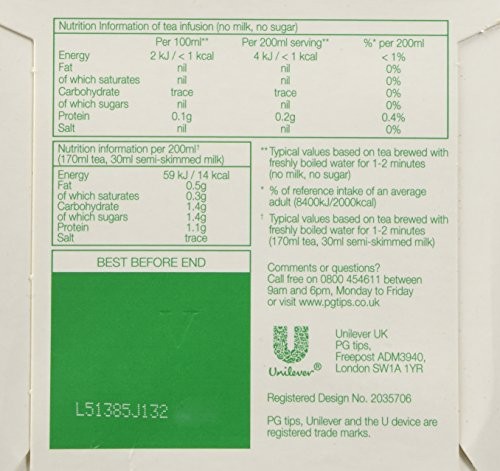 Nutrition Information of tea infusion (no milk, no sugar)
Per 100ml** Per 200ml serving** %* per 200ml
Energy 2 kJ / < 1 kcal 4 kJ / < 1 kcal < 1%
Fat nil nil 0%
of which saturates nil nil 0%
Carbohydrate trace trace 0%
of which sugars nil nil 0%
Protein 0.1g 0.2g 0.4%
Salt nil nil 0%
Nutrition information per 200ml†
(170ml tea, 30ml semi-skimmed milk)
Energy 59 kJ / 14 kcal
Fat 0.5g
of which saturates 0.3g
Carbohydrate 1.4g
of which sugars 1.4g
Protein 1.1g
Salt trace
** Typical values based on tea brewed with
freshly boiled water for 1-2 minutes
(no milk, no sugar)
* % of reference intake of an average
adult (8400kJ/2000kcal)
† Typical values based on tea brewed with
freshly boiled water for 1-2 minutes
(170ml tea, 30ml semi-skimmed milk)
BEST BEFORE END
L51385J132
Comments or questions?
Call free on 0800 454611 between
9am and 6pm, Monday to Friday
or visit www.pgtips.co.uk
Unilever®
Unilever UK
PG tips,
Freepost ADM3940,
London SW1A 1YR
Registered Design No. 2035706
PG tips, Unilever and the U device are
registered trade marks.